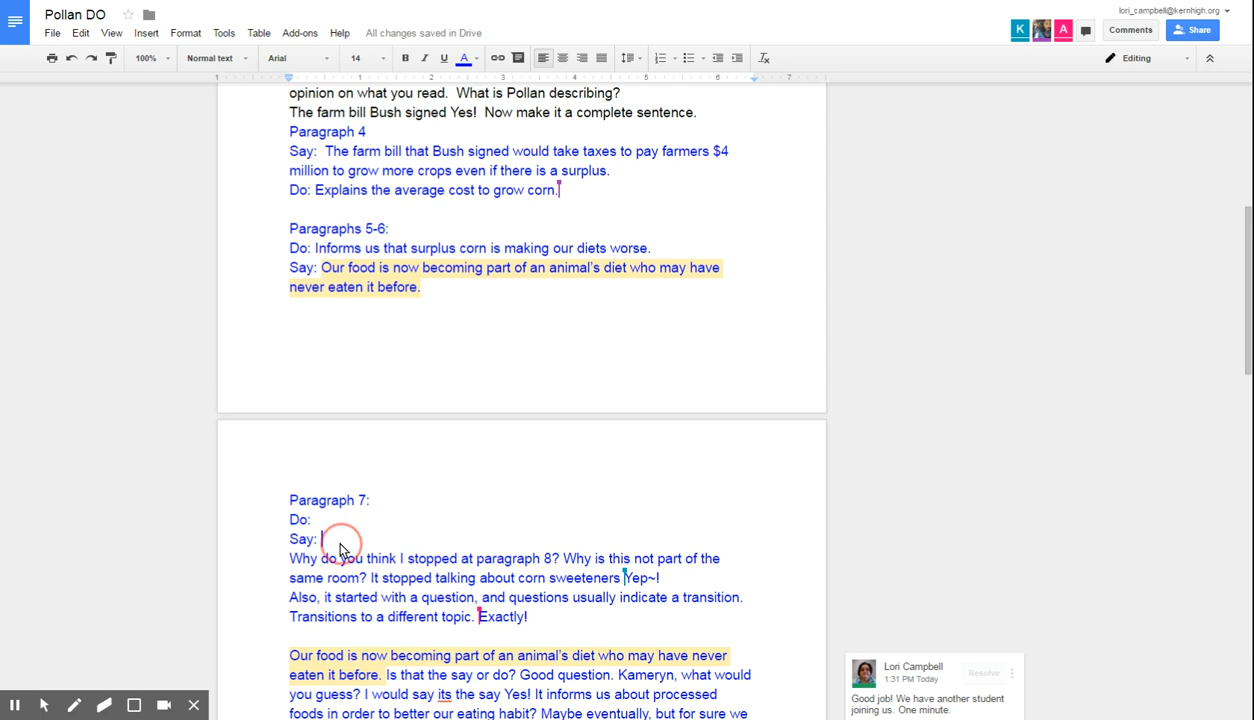 Pollan DO
lori_campbell@kernhigh.org
File Edit View Insert Format Tools Table Add-ons Help All changes saved in Drive
K A Comments Share
100% Normal text Arial 14 B I U A Editing
1 1 2 3 4 5 6 7
opinion on what you read. What is Pollan describing?
The farm bill Bush signed Yes! Now make it a complete sentence.
Paragraph 4
Say: The farm bill that Bush signed would take taxes to pay farmers $4
million to grow more crops even if there is a surplus.
Do: Explains the average cost to grow corn.
Paragraphs 5-6:
Do: Informs us that surplus corn is making our diets worse.
Say: Our food is now becoming part of an animal's diet who may have
never eaten it before.
Paragraph 7:
Do:
Say:
Why do you think I stopped at paragraph 8? Why is this not part of the
same room? It stopped talking about corn sweeteners Yep~!
Also, it started with a question, and questions usually indicate a transition.
Transitions to a different topic. Exactly!
Our food is now becoming part of an animal's diet who may have never
eaten it before. Is that the say or do? Good question. Kameryn, what would
you guess? I would say its the say Yes! It informs us about processed
foods in order to better our eating habit? Maybe eventually, but for sure we
Lori Campbell
1:31 PM Today
Resolve
Good job! We have another student
joining us. One minute.